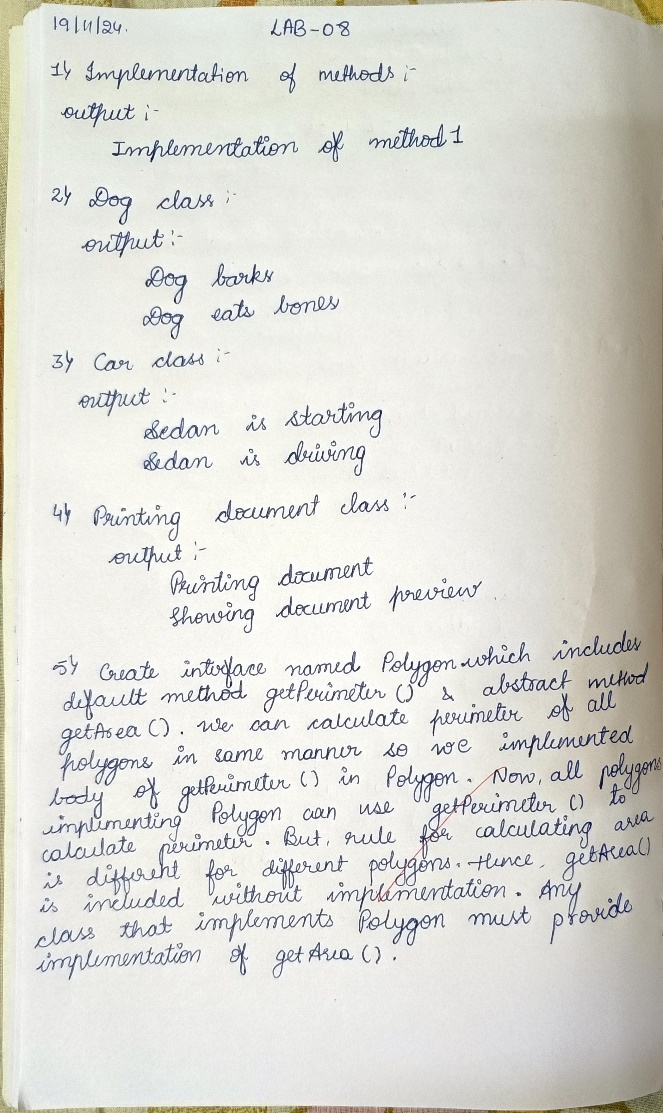 19/11/24. LAB-08
1) Implementation of methods :-
output :-
Implementation of method 1
2) Dog class :-
output :-
Dog barks
Dog eats bones
3) Car class :-
output :-
Sedan is starting
Sedan is driving
4) Printing document class :-
output :-
Printing document
Showing document preview.
5) Create interface named Polygon which includes
default method getPerimeter () & abstract method
getArea (). We can calculate perimeter of all
polygons in same manner so we implemented
body of getPerimeter () in Polygon. Now, all polygons
implementing Polygon can use getPerimeter () to
calculate perimeter. But, rule for calculating area
is different for different polygons. Hence, getArea()
is included without implementation. Any
class that implements Polygon must provide
implementation of getArea ().